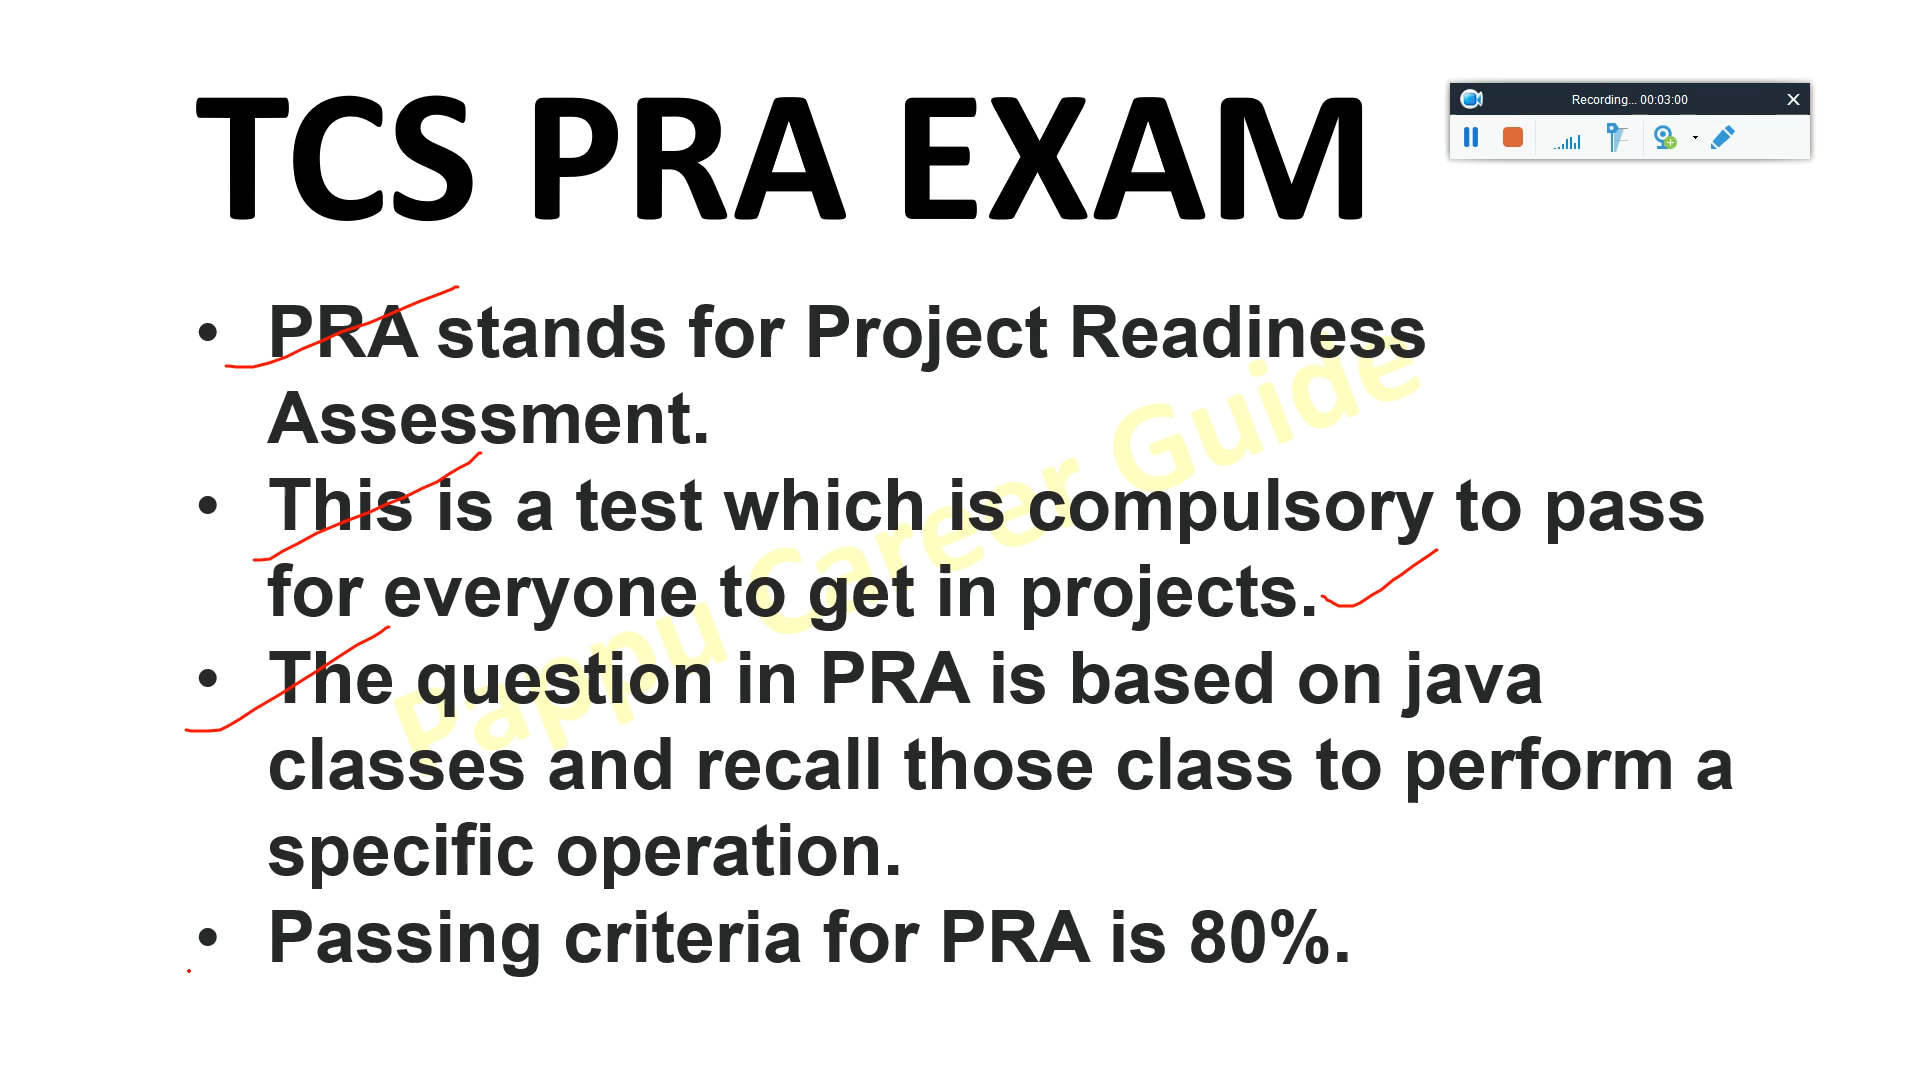 TCS PRA EXAM
Recording... 00:03:00
• PRA stands for Project Readiness
Assessment.
• This is a test which is compulsory to pass
for everyone to get in projects.
• The question in PRA is based on java
classes and recall those class to perform a
specific operation.
• Passing criteria for PRA is 80%.
Pappu Career Guide